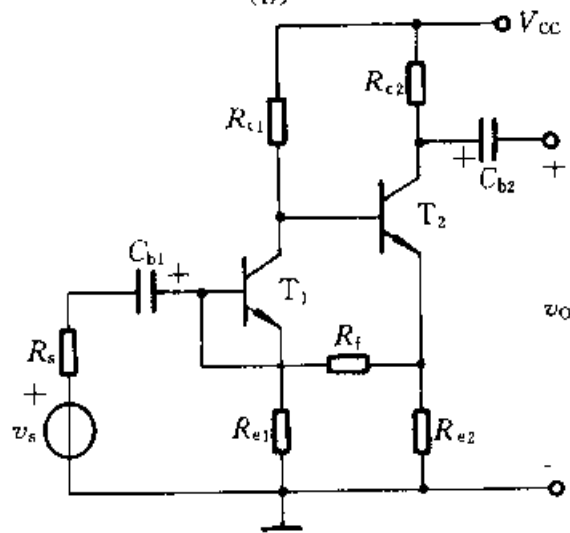 V_CC
R_c2
R_c1
+
C_b2
+
T_2
C_b1
+
T_1
v_O
R_s
R_f
+
v_s
R_e1
R_e2
-